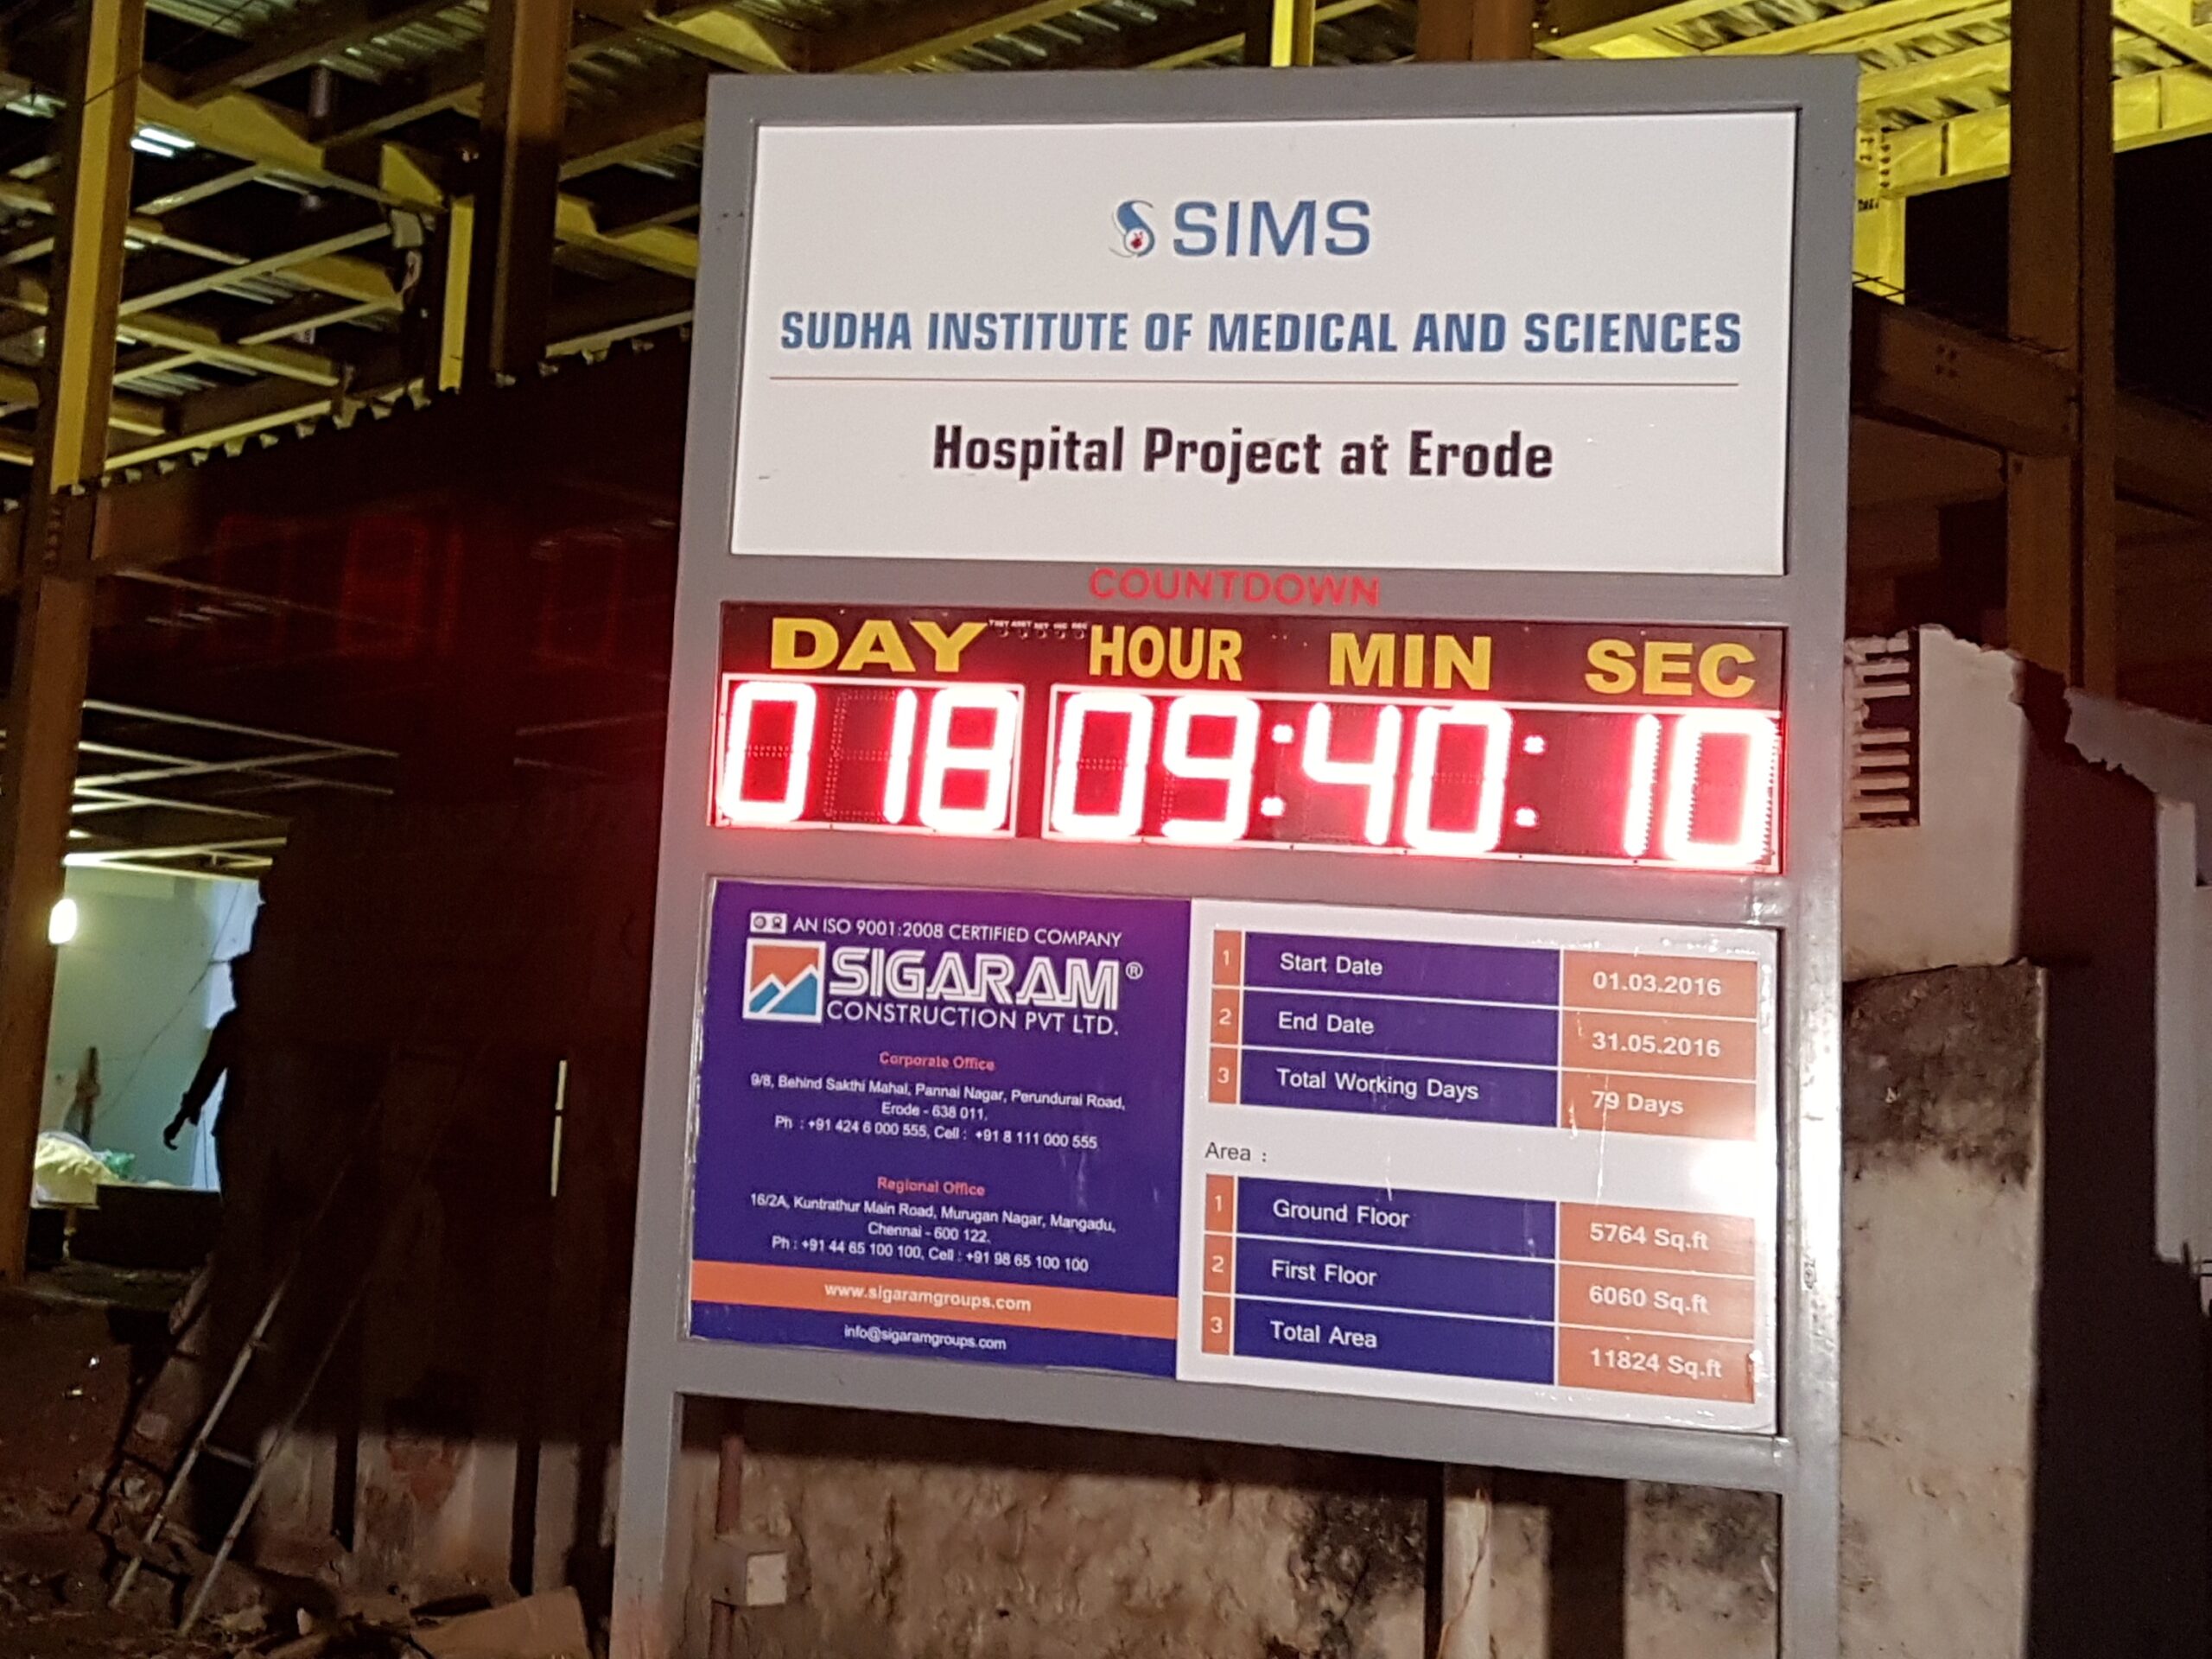 SIMS
SUDHA INSTITUTE OF MEDICAL AND SCIENCES
Hospital Project at Erode
COUNTDOWN
DAY HOUR MIN SEC
018 09:40:10
AN ISO 9001:2008 CERTIFIED COMPANY
SIGARAM®
CONSTRUCTION PVT LTD.
Corporate Office
9/8, Behind Sakthi Mahal, Pannai Nagar, Perundurai Road,
Erode - 638 011.
Ph : +91 424 6 000 555, Cell : +91 8 111 000 555
Regional Office
16/2A, Kuntrathur Main Road, Murugan Nagar, Mangadu,
Chennai - 600 122.
Ph : +91 44 65 100 100, Cell : +91 98 65 100 100
www.sigaramgroups.com
info@sigaramgroups.com
1 Start Date 01.03.2016
2 End Date 31.05.2016
3 Total Working Days 79 Days
Area :
1 Ground Floor 5764 Sq.ft
2 First Floor 6060 Sq.ft
3 Total Area 11824 Sq.ft